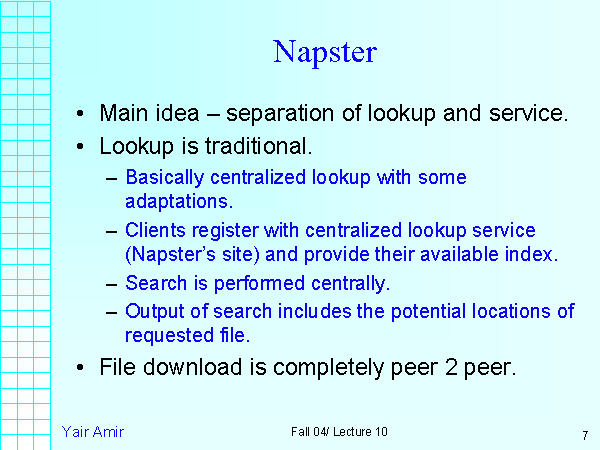 Napster
• Main idea – separation of lookup and service.
• Lookup is traditional.
– Basically centralized lookup with some
adaptations.
– Clients register with centralized lookup service
(Napster's site) and provide their available index.
– Search is performed centrally.
– Output of search includes the potential locations of
requested file.
• File download is completely peer 2 peer.
Yair Amir
Fall 04/ Lecture 10
7